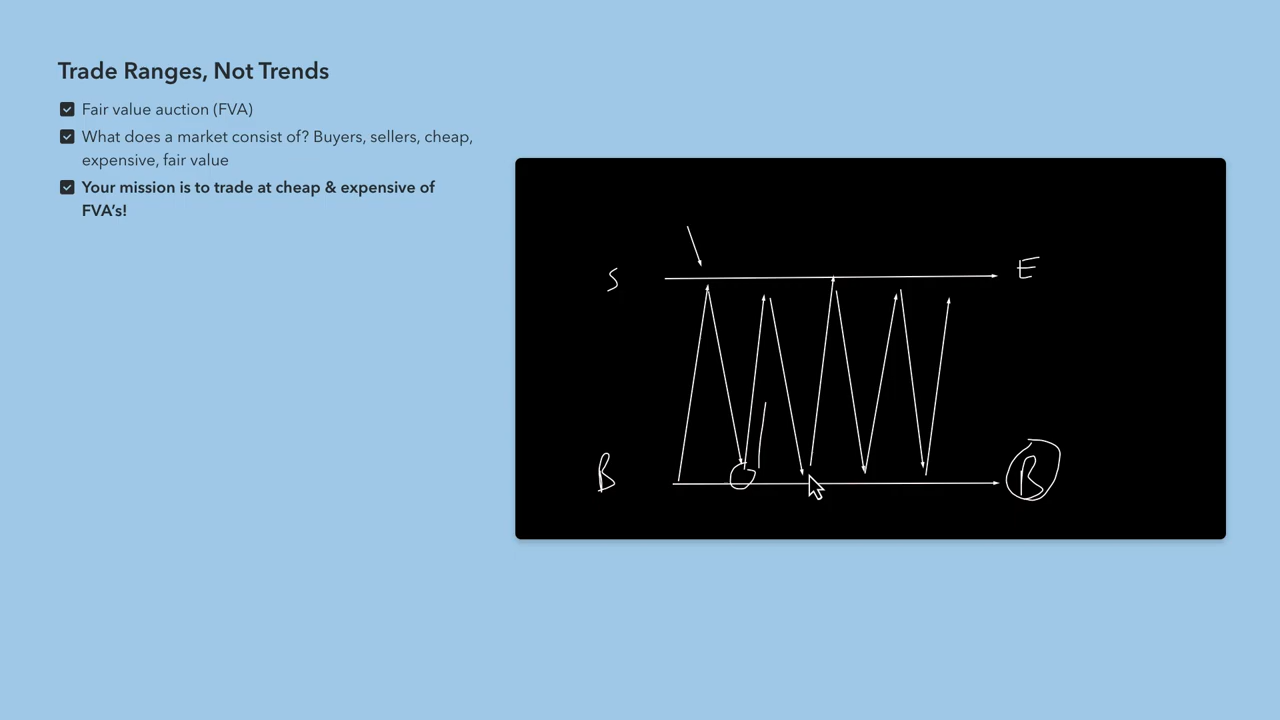 Trade Ranges, Not Trends
Fair value auction (FVA)
What does a market consist of? Buyers, sellers, cheap,
expensive, fair value
Your mission is to trade at cheap & expensive of
FVA's!
S
E
B
B